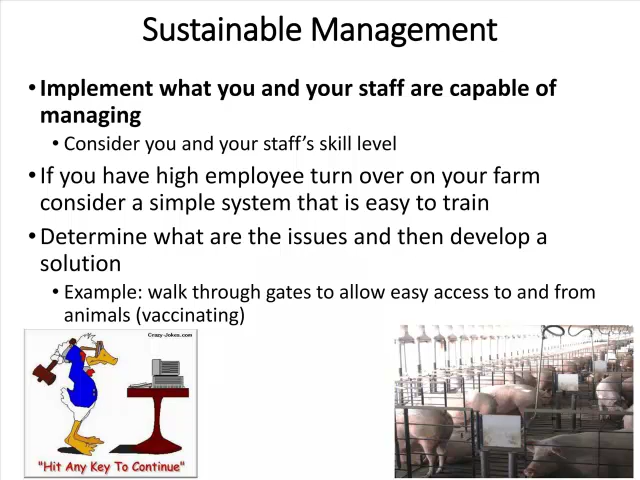 Sustainable Management
• Implement what you and your staff are capable of
managing
• Consider you and your staff's skill level
• If you have high employee turn over on your farm
consider a simple system that is easy to train
• Determine what are the issues and then develop a
solution
• Example: walk through gates to allow easy access to and from
animals (vaccinating)
Crazy-Jokes.com
"Hit Any Key To Continue"